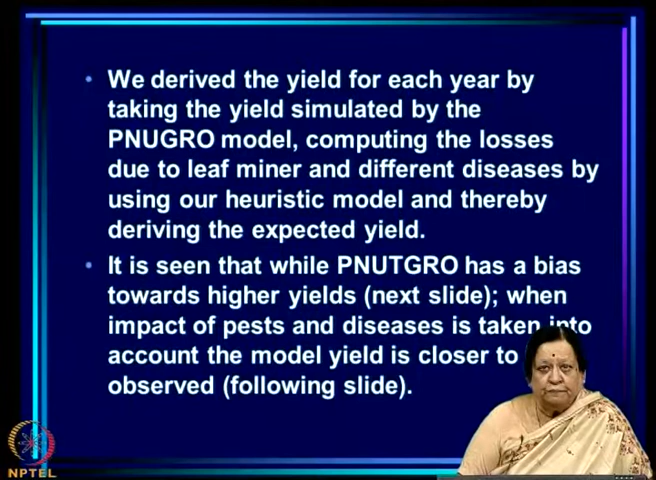 • We derived the yield for each year by
taking the yield simulated by the
PNUGRO model, computing the losses
due to leaf miner and different diseases by
using our heuristic model and thereby
deriving the expected yield.
• It is seen that while PNUTGRO has a bias
towards higher yields (next slide); when
impact of pests and diseases is taken into
account the model yield is closer to
observed (following slide).
NPTEL